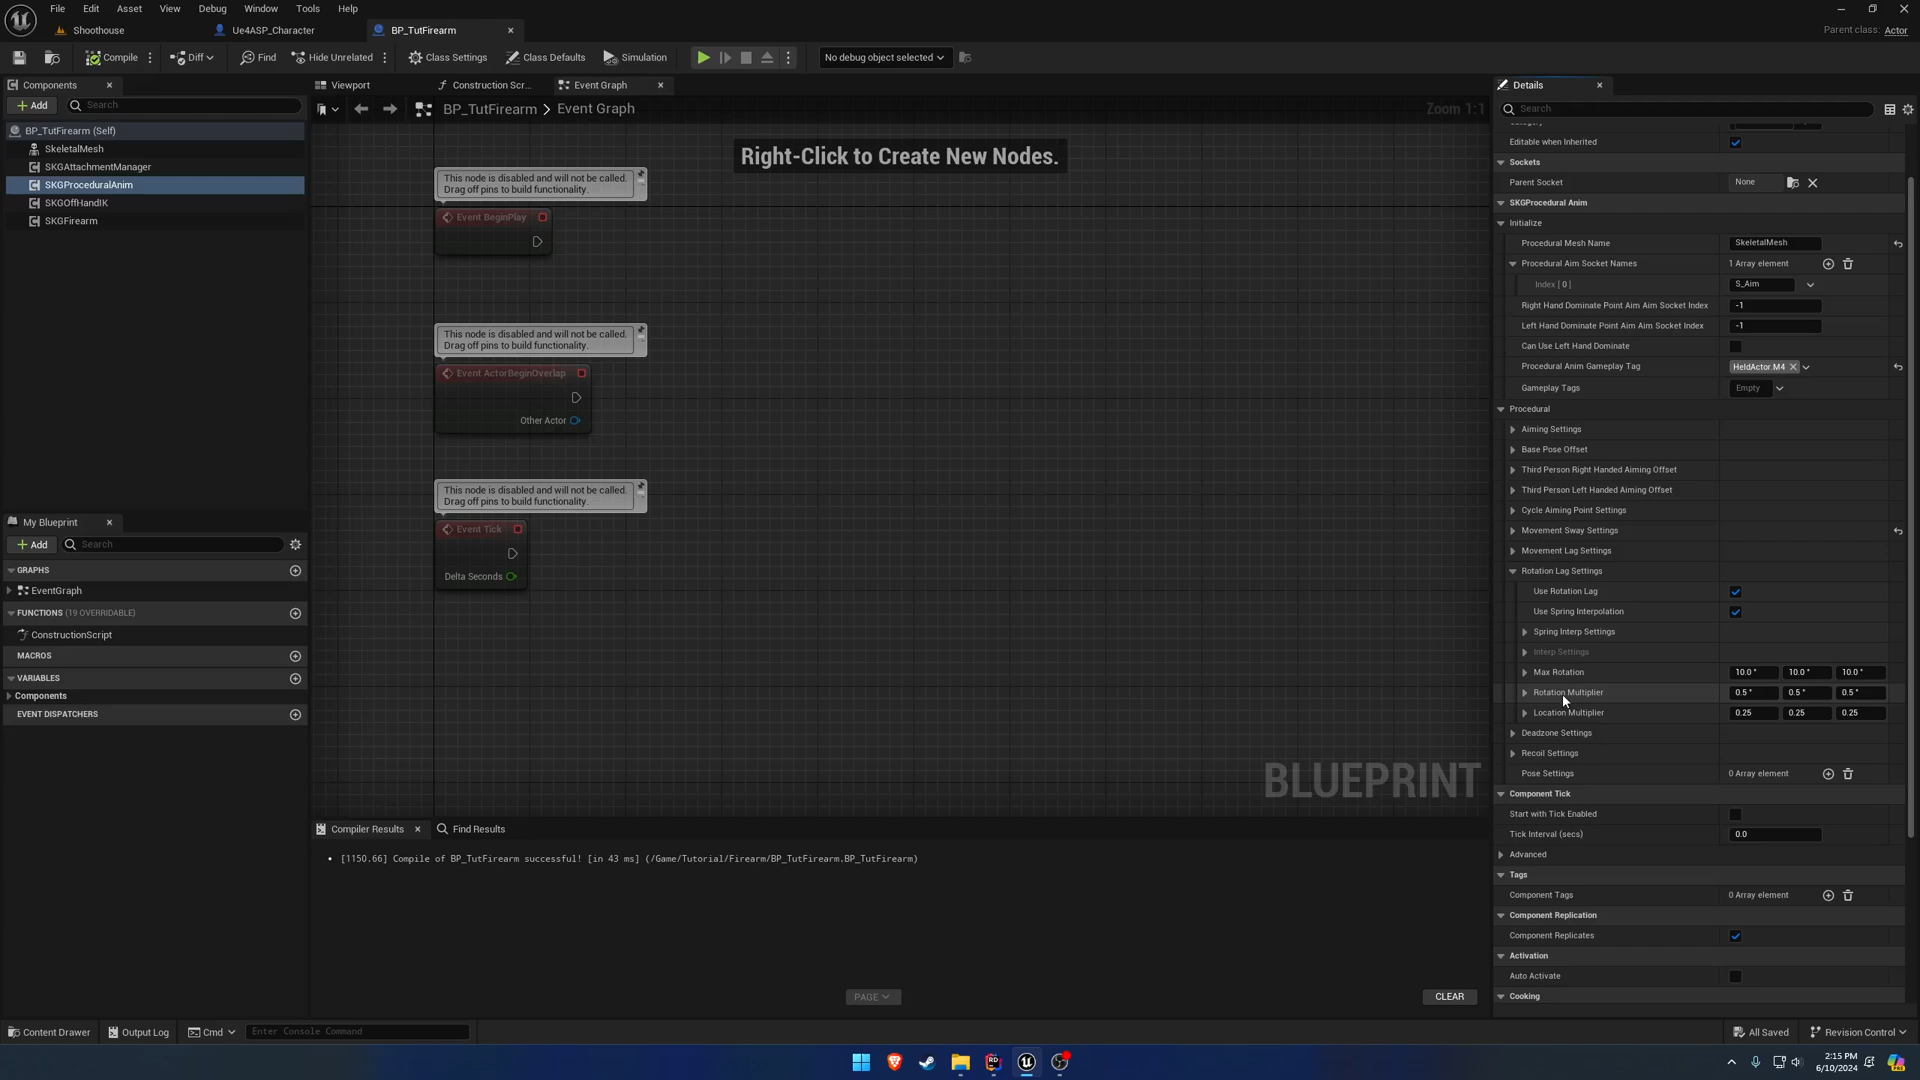 File Edit Asset View Debug Window Tools Help
Shoothouse Ue4ASP_Character BP_TutFirearm
Parent class: Actor
Compile Diff Find Hide Unrelated Class Settings Class Defaults Simulation No debug object selected
Components
Add Search
BP_TutFirearm (Self)
SkeletalMesh
SKGAttachmentManager
SKGProceduralAnim
SKGOffHandIK
SKGFirearm
My Blueprint
Add Search
GRAPHS
EventGraph
FUNCTIONS (19 OVERRIDABLE)
ConstructionScript
MACROS
VARIABLES
Components
EVENT DISPATCHERS
Viewport Construction Scr... Event Graph
BP_TutFirearm > Event Graph Zoom 1:1
Right-Click to Create New Nodes.
This node is disabled and will not be called.
Drag off pins to build functionality.
Event BeginPlay
This node is disabled and will not be called.
Drag off pins to build functionality.
Event ActorBeginOverlap
Other Actor
This node is disabled and will not be called.
Drag off pins to build functionality.
Event Tick
Delta Seconds
BLUEPRINT
Compiler Results Find Results
[1150.66] Compile of BP_TutFirearm successful! [in 43 ms] (/Game/Tutorial/Firearm/BP_TutFirearm.BP_TutFirearm)
PAGE CLEAR
Details
Search
Editable when Inherited
Sockets
Parent Socket None
SKGProcedural Anim
Initialize
Procedural Mesh Name SkeletalMesh
Procedural Aim Socket Names 1 Array element
Index [ 0 ] S_Aim
Right Hand Dominate Point Aim Aim Socket Index -1
Left Hand Dominate Point Aim Aim Socket Index -1
Can Use Left Hand Dominate
Procedural Anim Gameplay Tag HeldActor.M4
Gameplay Tags Empty
Procedural
Aiming Settings
Base Pose Offset
Third Person Right Handed Aiming Offset
Third Person Left Handed Aiming Offset
Cycle Aiming Point Settings
Movement Sway Settings
Movement Lag Settings
Rotation Lag Settings
Use Rotation Lag
Use Spring Interpolation
Spring Interp Settings
Interp Settings
Max Rotation 10.0 ° 10.0 ° 10.0 °
Rotation Multiplier 0.5 ° 0.5 ° 0.5 °
Location Multiplier 0.25 0.25 0.25
Deadzone Settings
Recoil Settings
Pose Settings 0 Array element
Component Tick
Start with Tick Enabled
Tick Interval (secs) 0.0
Advanced
Tags
Component Tags 0 Array element
Component Replication
Component Replicates
Activation
Auto Activate
Cooking
Content Drawer Output Log Cmd Enter Console Command All Saved Revision Control
2:15 PM
6/10/2024